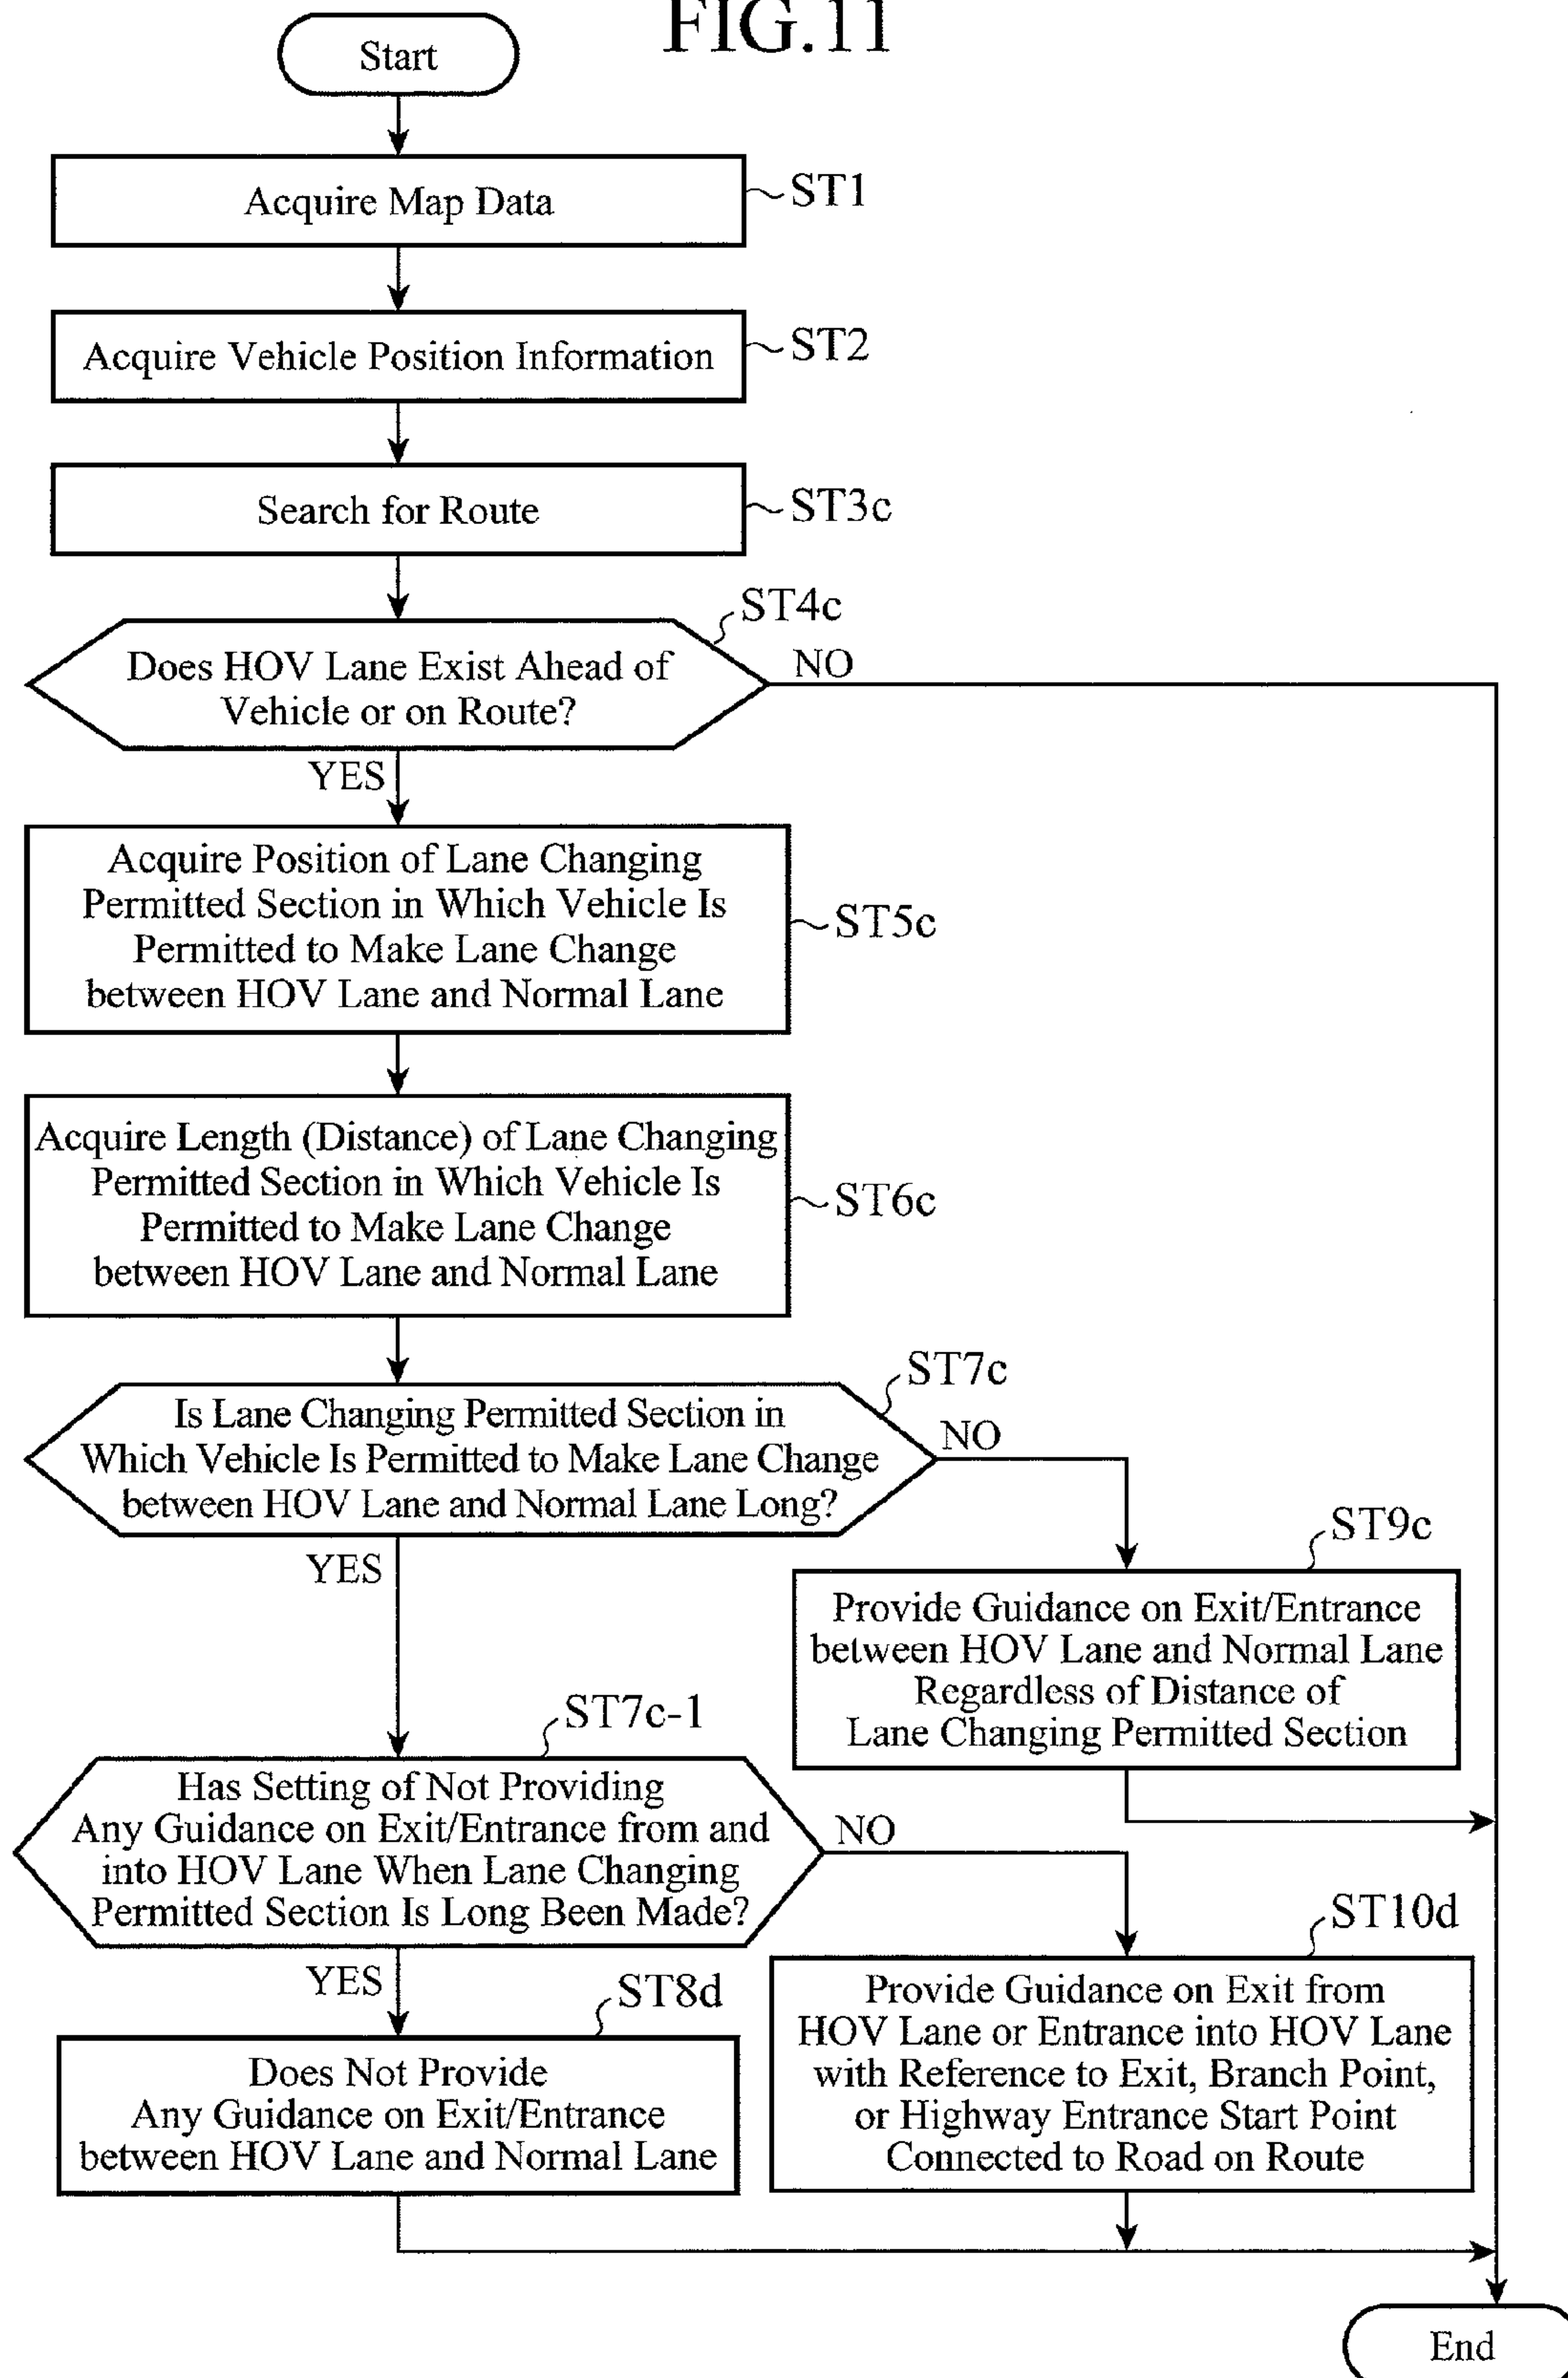 FIG.11
Start
Acquire Map Data
ST1
Acquire Vehicle Position Information
ST2
Search for Route
ST3c
ST4c
Does HOV Lane Exist Ahead of
Vehicle or on Route?
NO
YES
Acquire Position of Lane Changing
Permitted Section in Which Vehicle Is
Permitted to Make Lane Change
between HOV Lane and Normal Lane
ST5c
Acquire Length (Distance) of Lane Changing
Permitted Section in Which Vehicle Is
Permitted to Make Lane Change
between HOV Lane and Normal Lane
ST6c
ST7c
Is Lane Changing Permitted Section in
Which Vehicle Is Permitted to Make Lane Change
between HOV Lane and Normal Lane Long?
NO
YES
ST9c
Provide Guidance on Exit/Entrance
between HOV Lane and Normal Lane
Regardless of Distance of
Lane Changing Permitted Section
ST7c-1
Has Setting of Not Providing
Any Guidance on Exit/Entrance from and
into HOV Lane When Lane Changing
Permitted Section Is Long Been Made?
NO
YES
ST10d
Provide Guidance on Exit from
HOV Lane or Entrance into HOV Lane
with Reference to Exit, Branch Point,
or Highway Entrance Start Point
Connected to Road on Route
ST8d
Does Not Provide
Any Guidance on Exit/Entrance
between HOV Lane and Normal Lane
End